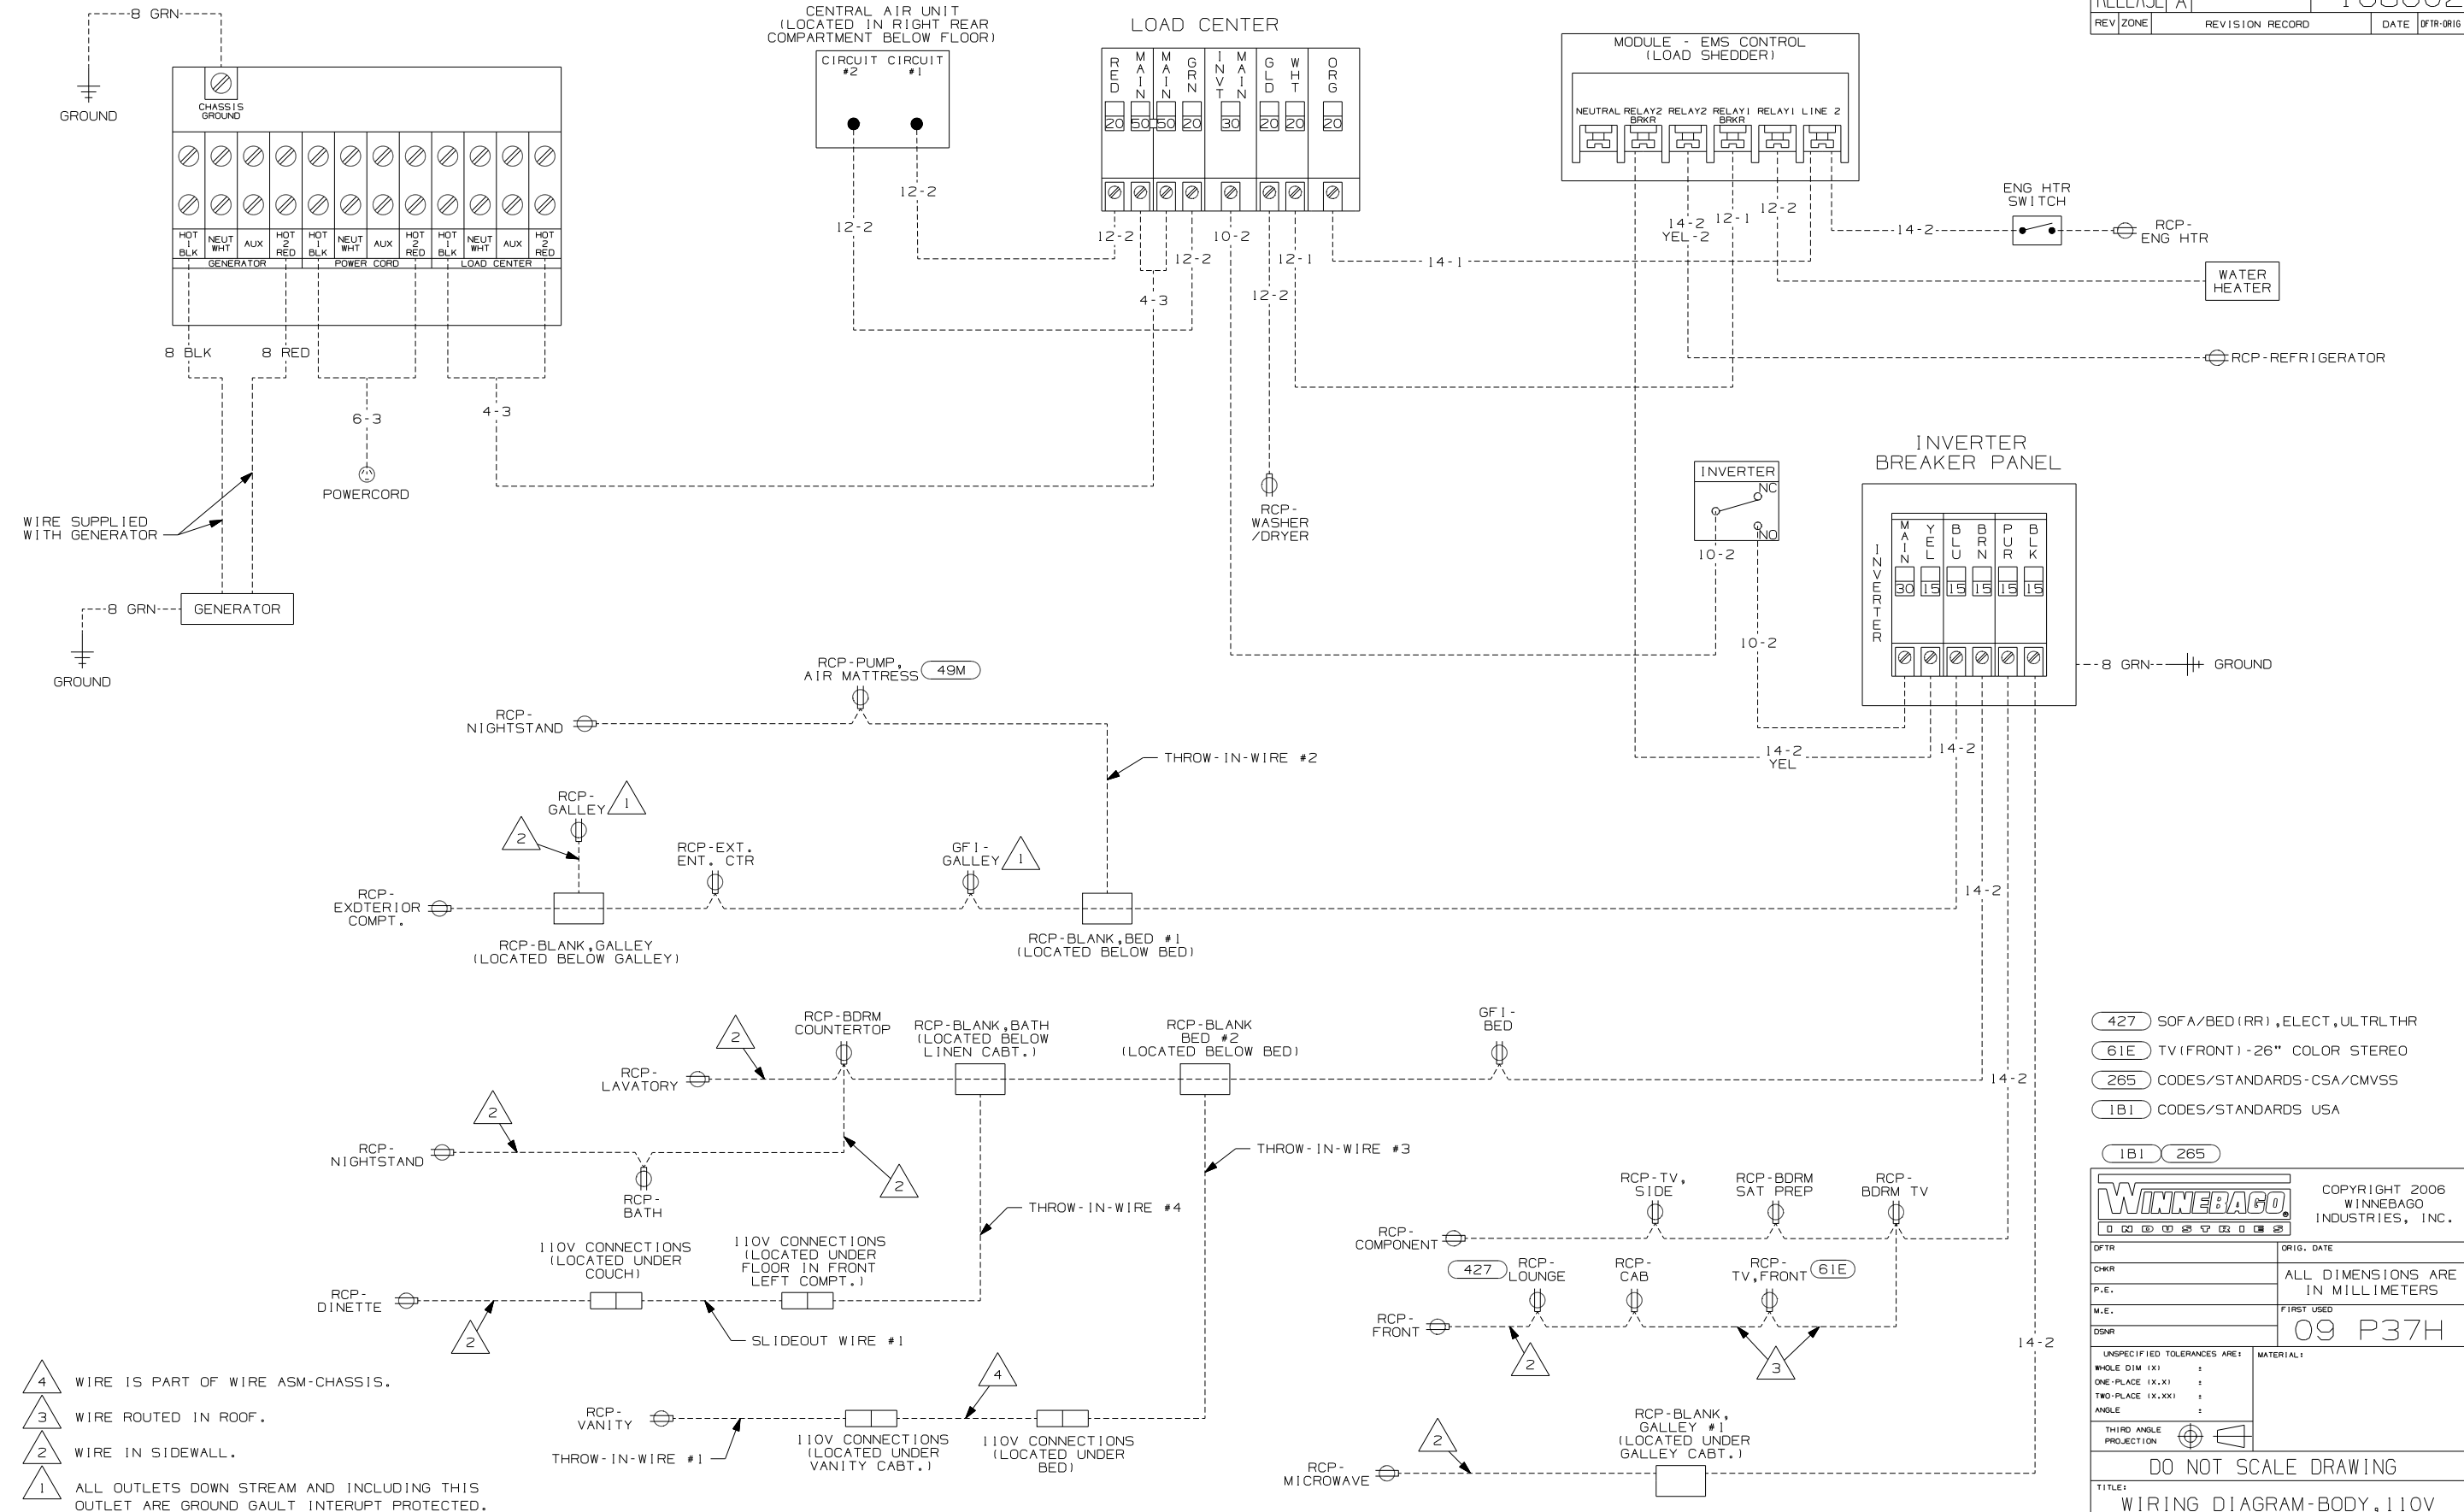 8 GRN
GROUND
CHASSIS
GROUND
HOT 1 BLK
NEUT WHT
AUX
HOT 2 RED
HOT 1 BLK
NEUT WHT
AUX
HOT 2 RED
HOT 1 BLK
NEUT WHT
AUX
HOT 2 RED
GENERATOR
POWER CORD
LOAD CENTER
8 BLK
8 RED
6-3
4-3
POWERCORD
WIRE SUPPLIED
WITH GENERATOR
8 GRN
GENERATOR
GROUND
CENTRAL AIR UNIT
(LOCATED IN RIGHT REAR
COMPARTMENT BELOW FLOOR)
CIRCUIT CIRCUIT
#2 #1
12-2
12-2
LOAD CENTER
RED MAIN MAIN GRN INVT MAIN GLD WHT ORG
20 50 50 20 30 20 20 20
12-2
10-2
12-1
12-2
4-3
12-2
14-1
RCP-
WASHER
/DRYER
MODULE - EMS CONTROL
(LOAD SHEDDER)
NEUTRAL RELAY2 RELAY2 RELAY1 RELAY1 LINE 2
BRKR BRKR
14-2
YEL-2
12-1
12-2
14-2
ENG HTR
SWITCH
RCP-
ENG HTR
WATER
HEATER
RCP-REFRIGERATOR
RELEASE A
REV ZONE REVISION RECORD DATE DFTR-ORIG
INVERTER
NC
NO
10-2
10-2
INVERTER
BREAKER PANEL
INVERTER
MAIN YEL BLU BRN PUR BLK
30 15 15 15 15 15
8 GRN
GROUND
14-2
YEL
14-2
14-2
14-2
14-2
RCP-PUMP,
AIR MATTRESS 49M
RCP-
NIGHTSTAND
THROW-IN-WIRE #2
RCP-
GALLEY 1
2
RCP-EXT.
ENT. CTR
GFI-
GALLEY 1
RCP-
EXDTERIOR
COMPT.
RCP-BLANK,GALLEY
(LOCATED BELOW GALLEY)
RCP-BLANK,BED #1
(LOCATED BELOW BED)
2
RCP-BDRM
COUNTERTOP
RCP-BLANK,BATH
(LOCATED BELOW
LINEN CABT.)
RCP-BLANK
BED #2
(LOCATED BELOW BED)
GFI-
BED
RCP-
LAVATORY
2
RCP-
NIGHTSTAND
RCP-
BATH
2
THROW-IN-WIRE #3
THROW-IN-WIRE #4
110V CONNECTIONS
(LOCATED UNDER
COUCH)
110V CONNECTIONS
(LOCATED UNDER
FLOOR IN FRONT
LEFT COMPT.)
RCP-
DINETTE
2
SLIDEOUT WIRE #1
4
RCP-
VANITY
THROW-IN-WIRE #1
110V CONNECTIONS
(LOCATED UNDER
VANITY CABT.)
110V CONNECTIONS
(LOCATED UNDER
BED)
RCP-TV,
SIDE
RCP-BDRM
SAT PREP
RCP-
BDRM TV
RCP-
COMPONENT
427 RCP-
LOUNGE
RCP-
CAB
RCP-
TV,FRONT 61E
RCP-
FRONT
2
3
RCP-BLANK,
GALLEY #1
(LOCATED UNDER
GALLEY CABT.)
2
RCP-
MICROWAVE
4 WIRE IS PART OF WIRE ASM-CHASSIS.
3 WIRE ROUTED IN ROOF.
2 WIRE IN SIDEWALL.
1 ALL OUTLETS DOWN STREAM AND INCLUDING THIS
OUTLET ARE GROUND GAULT INTERUPT PROTECTED.
427 SOFA/BED(RR),ELECT,ULTRLTHR
61E TV(FRONT)-26" COLOR STEREO
265 CODES/STANDARDS-CSA/CMVSS
1B1 CODES/STANDARDS USA
1B1 265
WINNEBAGO®
INDUSTRIES
COPYRIGHT 2006
WINNEBAGO
INDUSTRIES, INC.
DFTR
ORIG. DATE
CHKR
P.E.
ALL DIMENSIONS ARE
IN MILLIMETERS
M.E.
DSNR
FIRST USED
09 P37H
UNSPECIFIED TOLERANCES ARE:
WHOLE DIM (X) ±
ONE-PLACE (X.X) ±
TWO-PLACE (X.XX) ±
ANGLE ±
MATERIAL:
THIRD ANGLE
PROJECTION
DO NOT SCALE DRAWING
TITLE:
WIRING DIAGRAM-BODY,110V